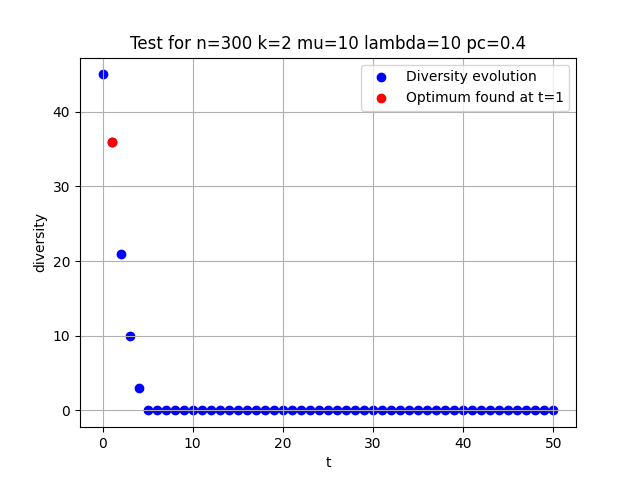 Test for n=300 k=2 mu=10 lambda=10 pc=0.4
Diversity evolution
Optimum found at t=1
diversity
40
30
20
10
0
0 10 20 30 40 50
t